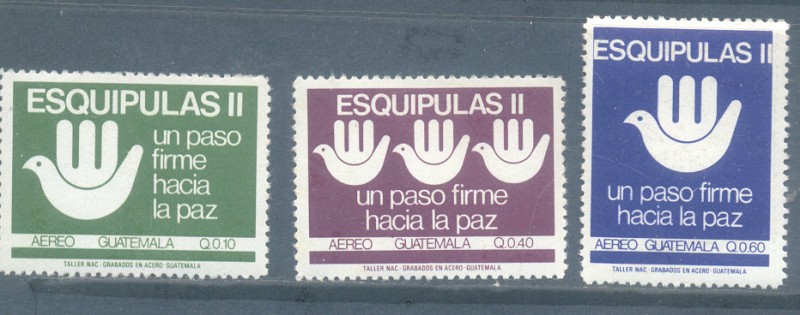 ESQUIPULAS II
un paso
firme
hacia
la paz
AEREO GUATEMALA Q.0.10
TALLER NAC·GRABADOS EN ACERO·GUATEMALA
ESQUIPULAS II
un paso firme
hacia la paz
AEREO GUATEMALA Q.0.40
TALLER NAC·GRABADOS EN ACERO·GUATEMALA
ESQUIPULAS II
un paso firme
hacia la paz
AEREO GUATEMALA Q.0.60
TALLER NAC·GRABADOS EN ACERO·GUATEMALA